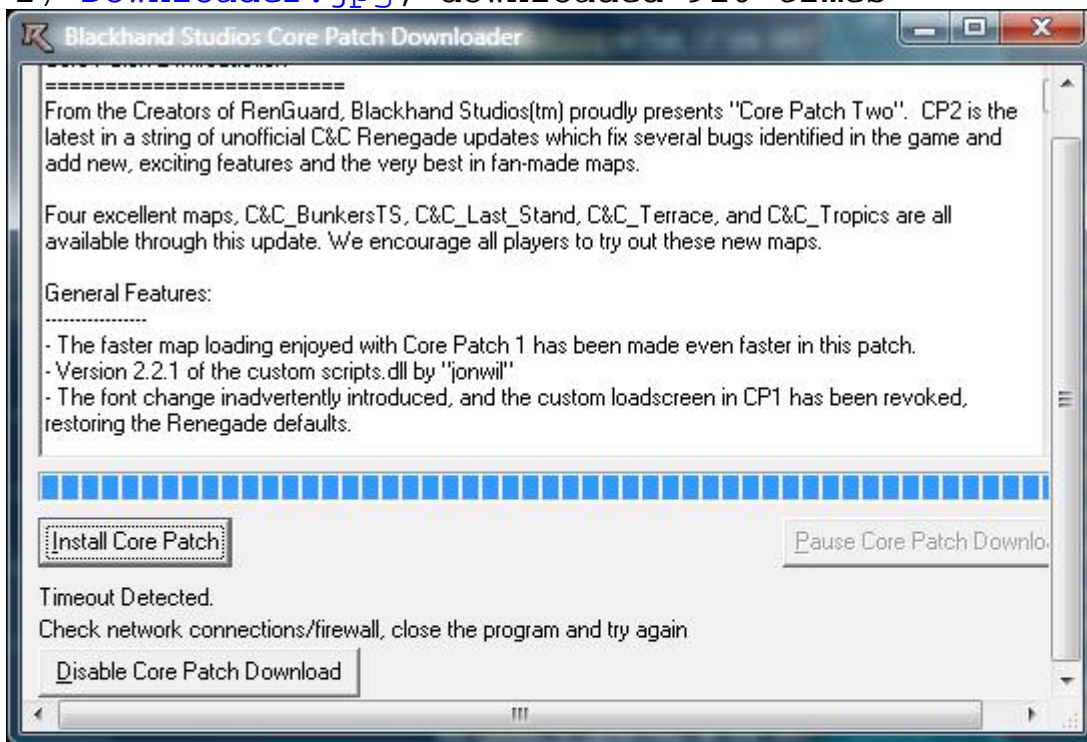 Downloader.jpg, downloaded 920 times
Blackhand Studios Core Patch Downloader
===========================
From the Creators of RenGuard, Blackhand Studios(tm) proudly presents "Core Patch Two".  CP2 is the
latest in a string of unofficial C&C Renegade updates which fix several bugs identified in the game and
add new, exciting features and the very best in fan-made maps.
Four excellent maps, C&C_BunkersTS, C&C_Last_Stand, C&C_Terrace, and C&C_Tropics are all
available through this update. We encourage all players to try out these new maps.
General Features:
----------------
- The faster map loading enjoyed with Core Patch 1 has been made even faster in this patch.
- Version 2.2.1 of the custom scripts.dll by "jonwil"
- The font change inadvertently introduced, and the custom loadscreen in CP1 has been revoked,
restoring the Renegade defaults.
Install Core Patch
Pause Core Patch Downlo
Timeout Detected.
Check network connections/firewall, close the program and try again
Disable Core Patch Download